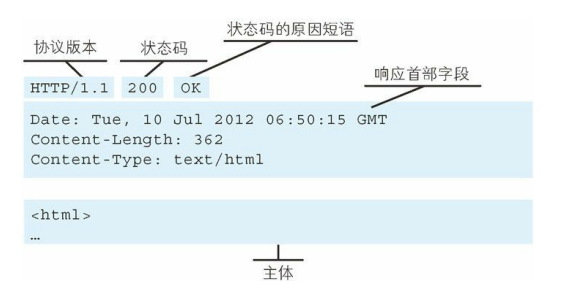 状态码的原因短语
协议版本 状态码
HTTP/1.1 200 OK
响应首部字段
Date: Tue, 10 Jul 2012 06:50:15 GMT
Content-Length: 362
Content-Type: text/html
<html>
…
主体